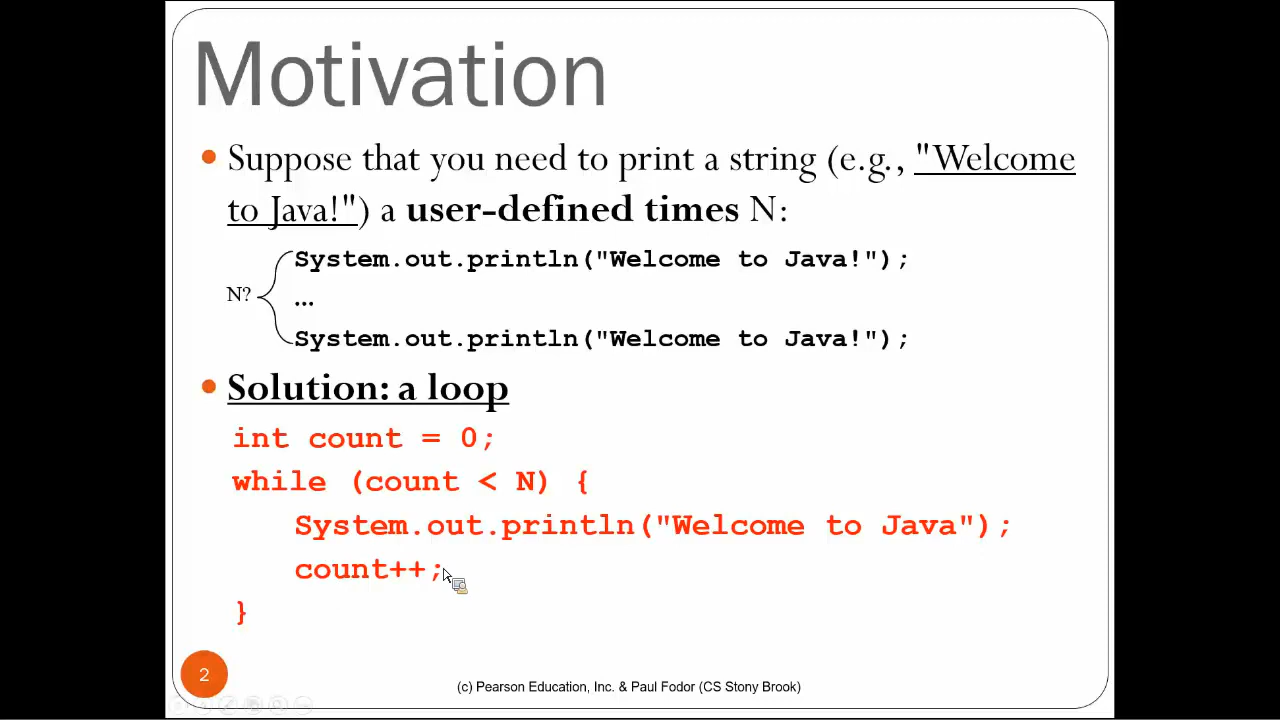 Motivation
Suppose that you need to print a string (e.g., "Welcome
to Java!") a user-defined times N:
System.out.println("Welcome to Java!");
N?
...
System.out.println("Welcome to Java!");
Solution: a loop
int count = 0;
while (count < N) {
System.out.println("Welcome to Java");
count++;
}
2
(c) Pearson Education, Inc. & Paul Fodor (CS Stony Brook)